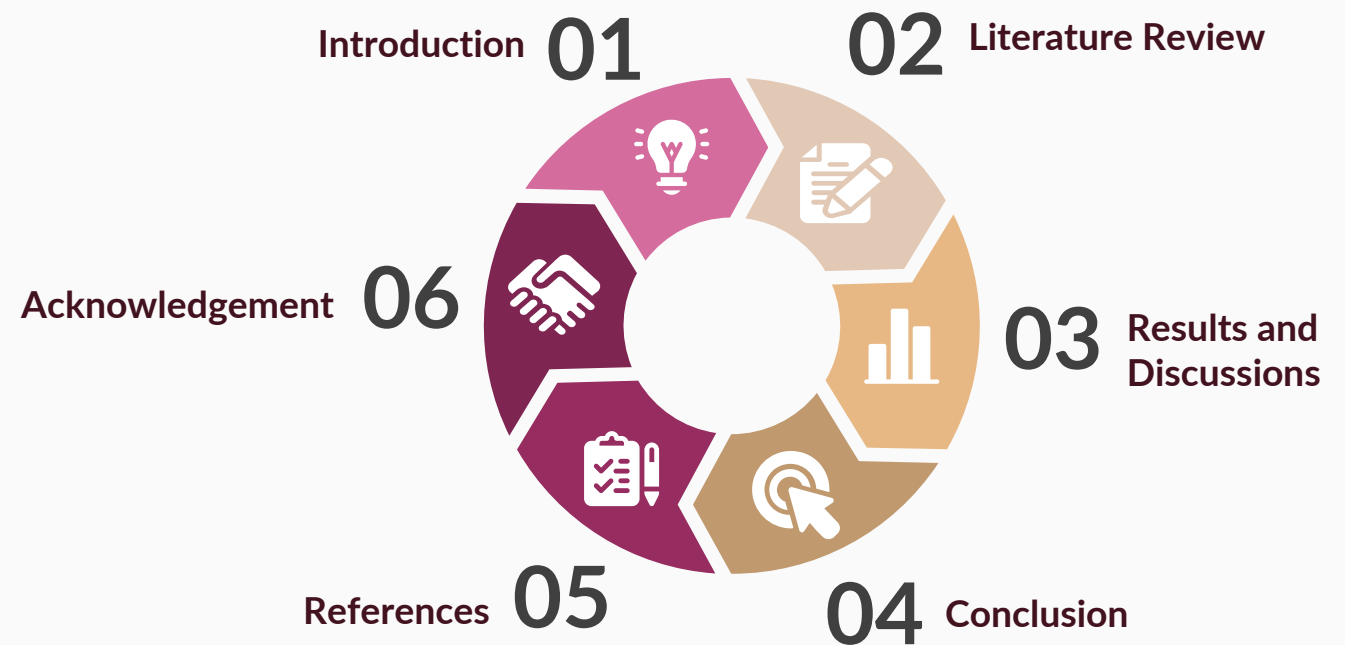 Introduction 01
02 Literature Review
03 Results and
Discussions
04 Conclusion
References 05
Acknowledgement 06